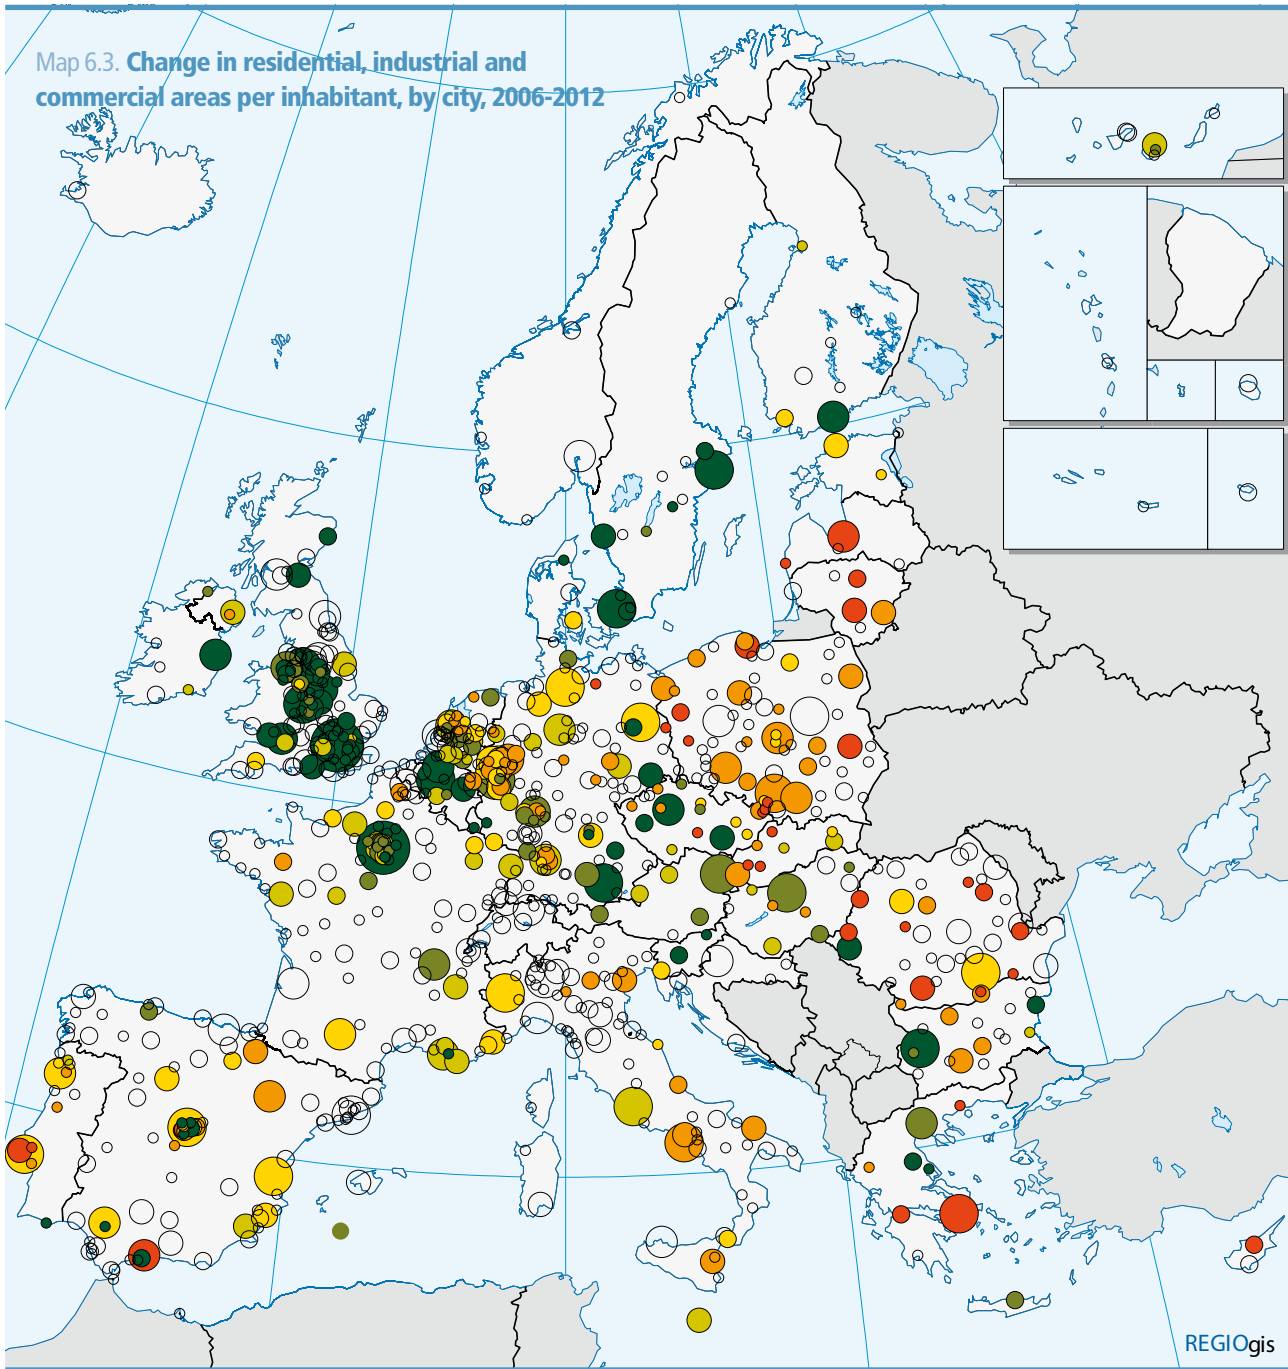 Map 6.3. Change in residential, industrial and
commercial areas per inhabitant, by city, 2006-2012
REGIOgis